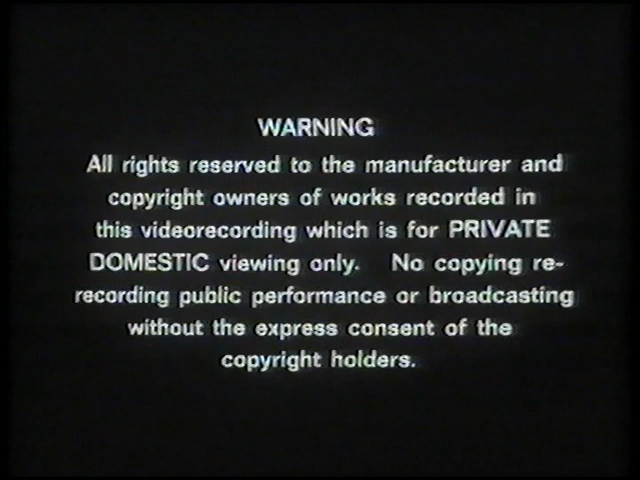 WARNING
All rights reserved to the manufacturer and
copyright owners of works recorded in
this videorecording which is for PRIVATE
DOMESTIC viewing only. No copying re-
recording public performance or broadcasting
without the express consent of the
copyright holders.